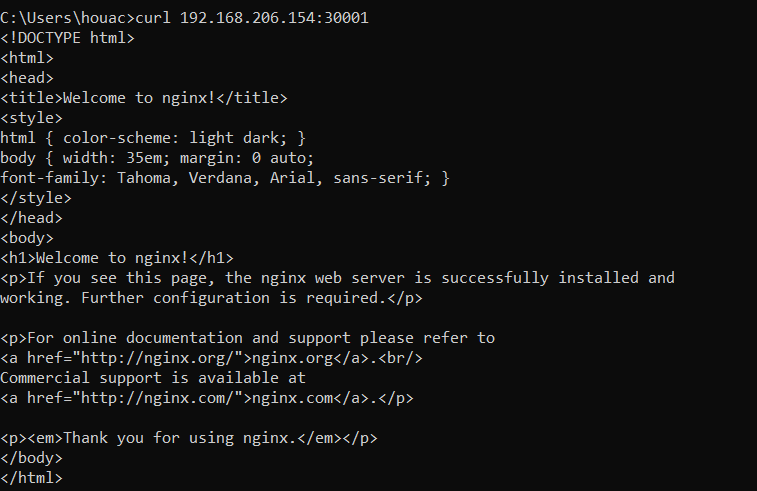 C:\Users\houac>curl 192.168.206.154:30001
<!DOCTYPE html>
<html>
<head>
<title>Welcome to nginx!</title>
<style>
html { color-scheme: light dark; }
body { width: 35em; margin: 0 auto;
font-family: Tahoma, Verdana, Arial, sans-serif; }
</style>
</head>
<body>
<h1>Welcome to nginx!</h1>
<p>If you see this page, the nginx web server is successfully installed and
working. Further configuration is required.</p>

<p>For online documentation and support please refer to
<a href="http://nginx.org/">nginx.org</a>.<br/>
Commercial support is available at
<a href="http://nginx.com/">nginx.com</a>.</p>

<p><em>Thank you for using nginx.</em></p>
</body>
</html>